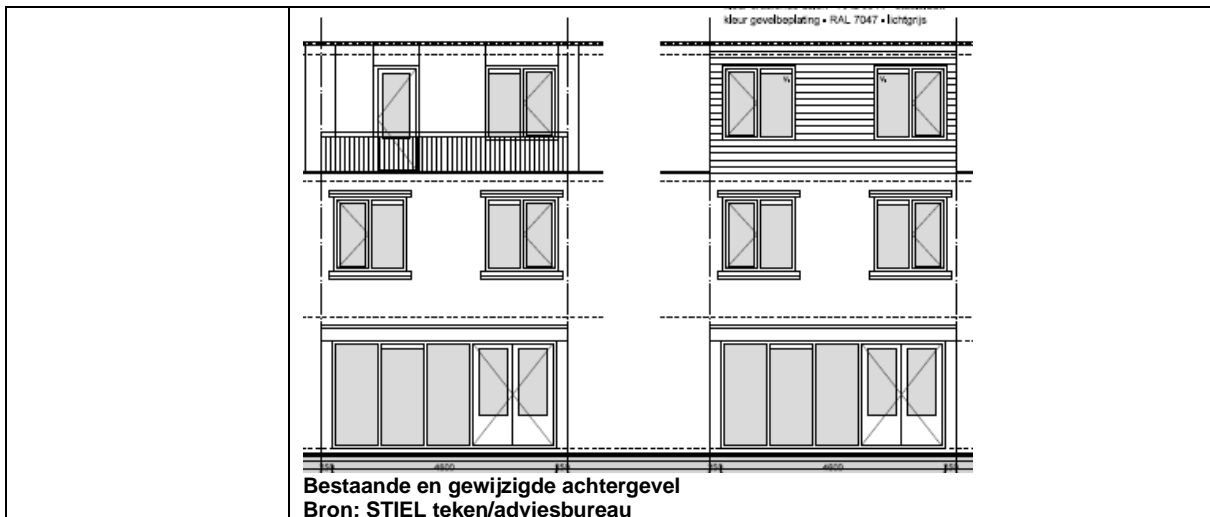 kleur gevelbeplating • RAL 7047 • lichtgrijs
4600
4600
Bestaande en gewijzigde achtergevel
Bron: STIEL teken/adviesbureau